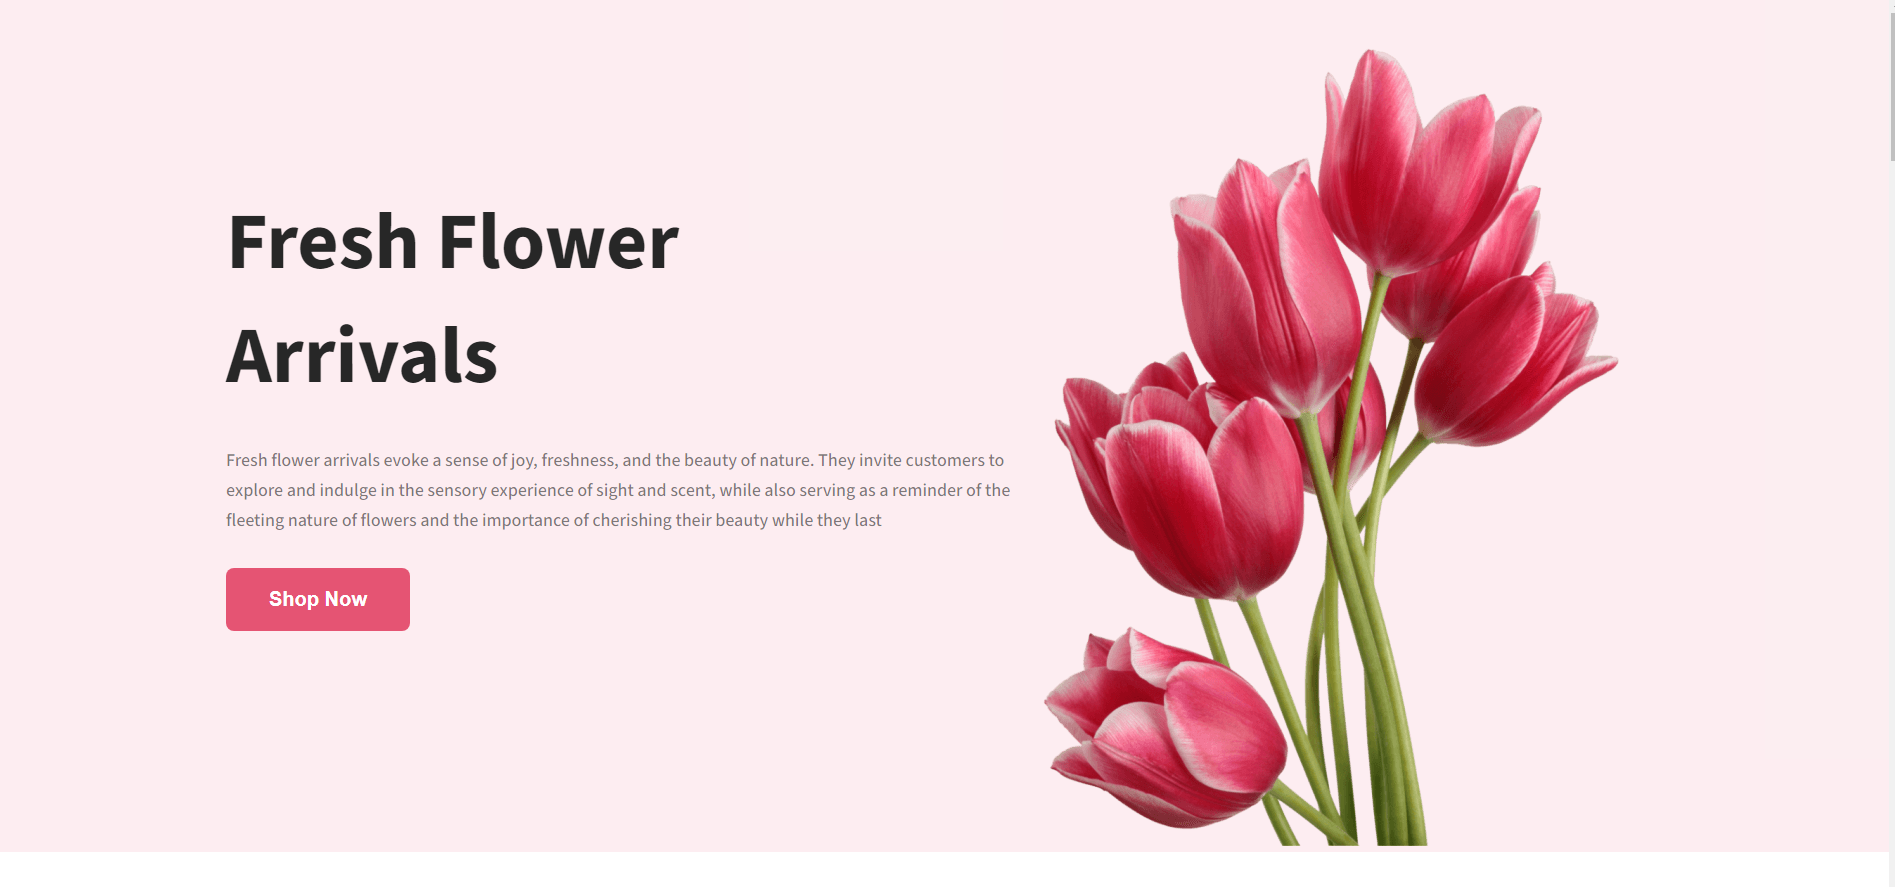 Fresh Flower
Arrivals
Fresh flower arrivals evoke a sense of joy, freshness, and the beauty of nature. They invite customers to
explore and indulge in the sensory experience of sight and scent, while also serving as a reminder of the
fleeting nature of flowers and the importance of cherishing their beauty while they last
Shop Now